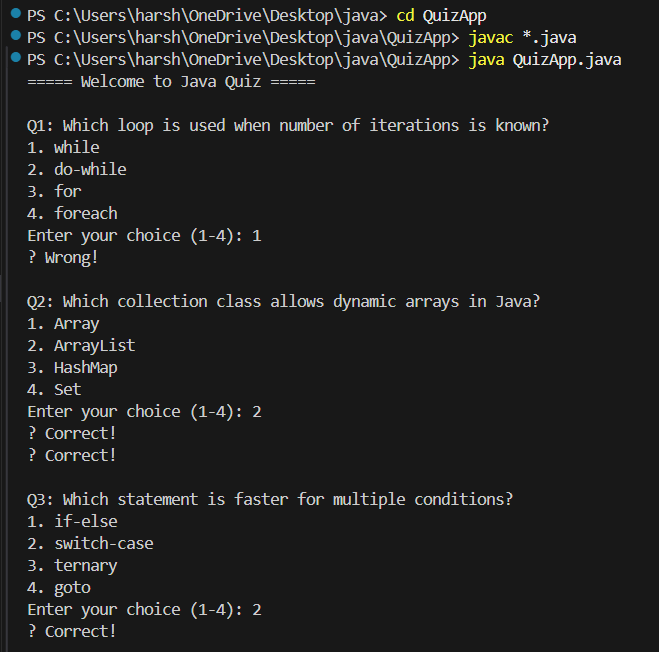 PS C:\Users\harsh\OneDrive\Desktop\java> cd QuizApp
PS C:\Users\harsh\OneDrive\Desktop\java\QuizApp> javac *.java
PS C:\Users\harsh\OneDrive\Desktop\java\QuizApp> java QuizApp.java
===== Welcome to Java Quiz =====
Q1: Which loop is used when number of iterations is known?
1. while
2. do-while
3. for
4. foreach
Enter your choice (1-4): 1
? Wrong!
Q2: Which collection class allows dynamic arrays in Java?
1. Array
2. ArrayList
3. HashMap
4. Set
Enter your choice (1-4): 2
? Correct!
? Correct!
Q3: Which statement is faster for multiple conditions?
1. if-else
2. switch-case
3. ternary
4. goto
Enter your choice (1-4): 2
? Correct!